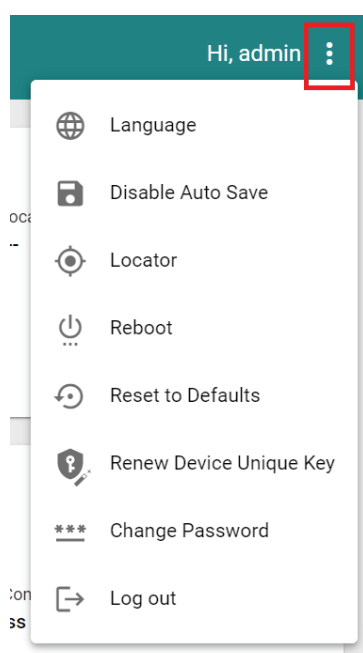 Hi, admin
Language
Disable Auto Save
Locator
Reboot
Reset to Defaults
Renew Device Unique Key
Change Password
Log out